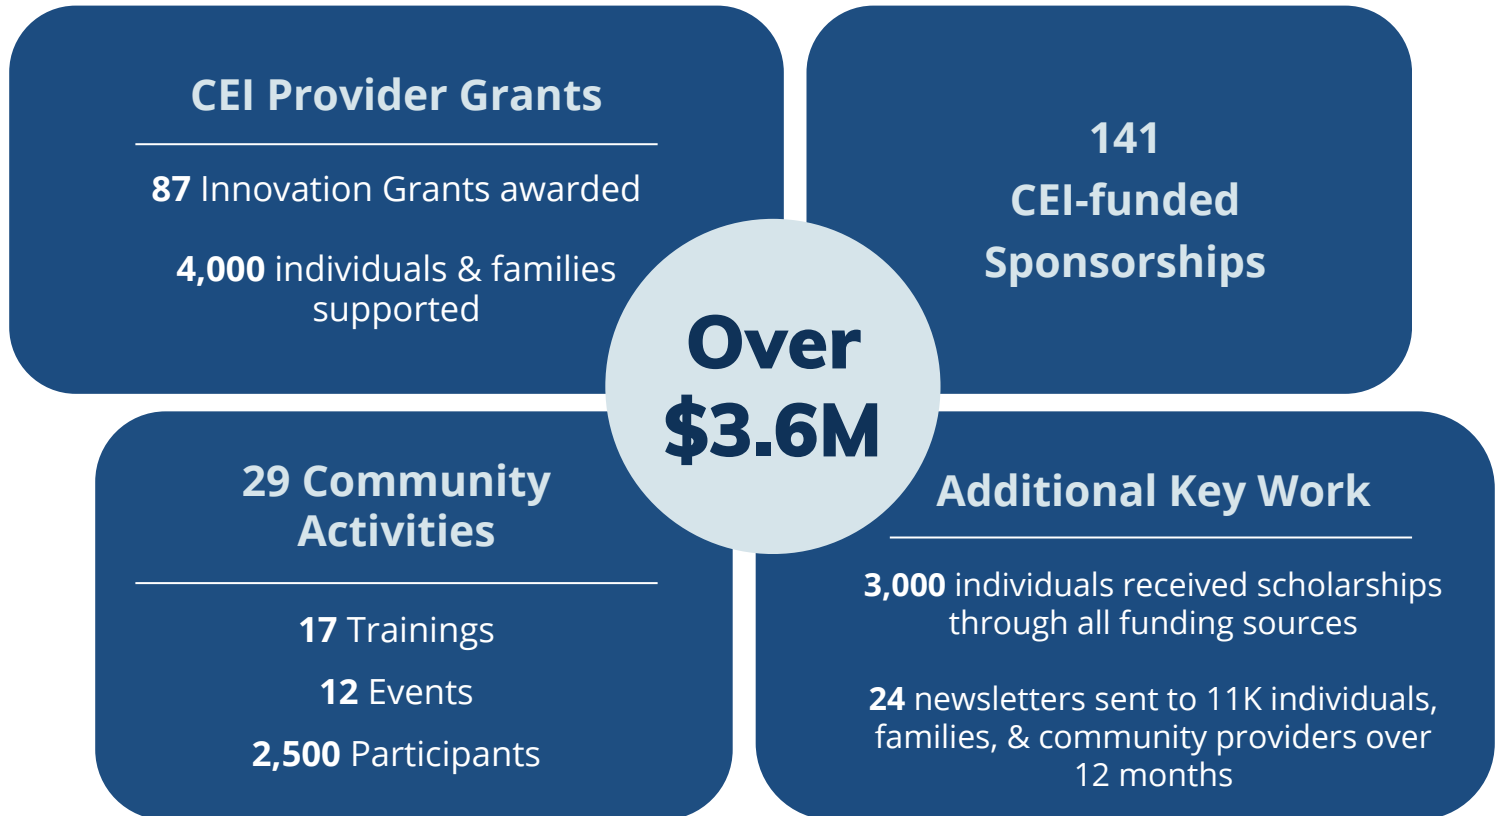 CEI Provider Grants
87 Innovation Grants awarded
4,000 individuals & families
supported
141
CEI-funded
Sponsorships
Over
$3.6M
29 Community
Activities
17 Trainings
12 Events
2,500 Participants
Additional Key Work
3,000 individuals received scholarships
through all funding sources
24 newsletters sent to 11K individuals,
families, & community providers over
12 months